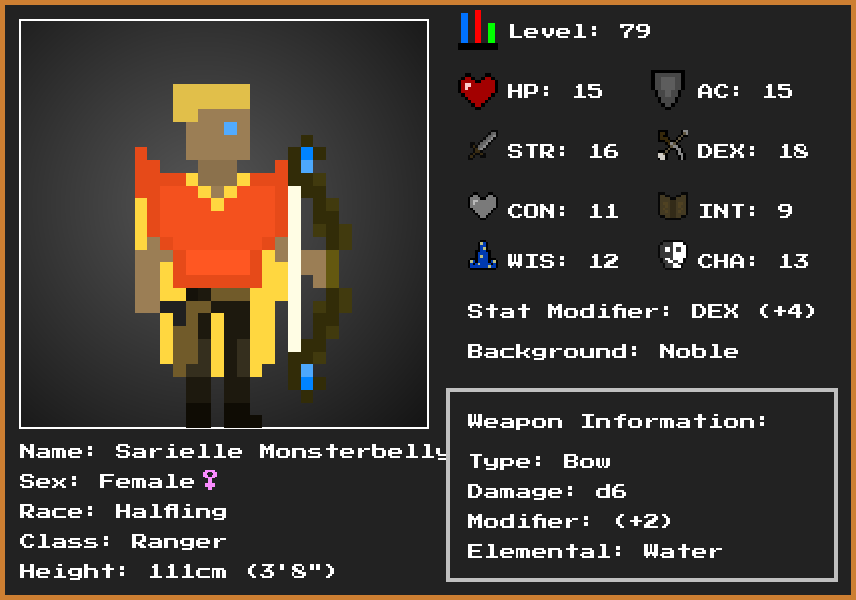 Level: 79
HP: 15
AC: 15
STR: 16
DEX: 18
CON: 11
INT: 9
WIS: 12
CHA: 13
Stat Modifier: DEX (+4)
Background: Noble
Name: Sarielle Monsterbelly
Sex: Female♀
Race: Halfling
Class: Ranger
Height: 111cm (3'8")
Weapon Information:
Type: Bow
Damage: d6
Modifier: (+2)
Elemental: Water